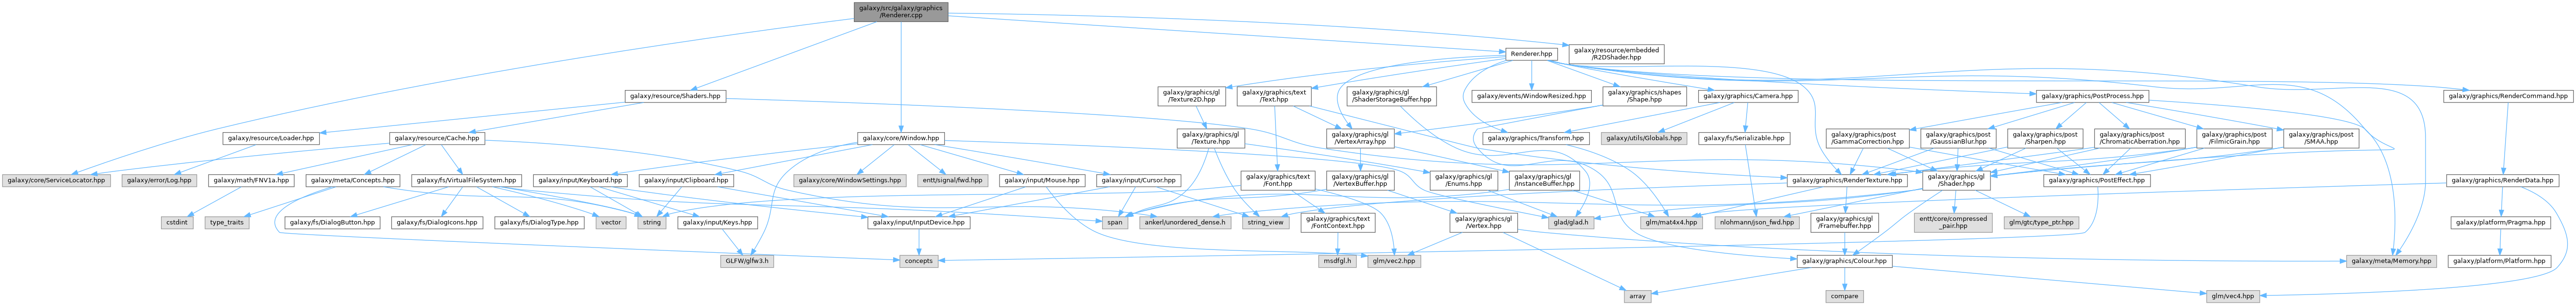 galaxy/src/galaxy/graphics
/Renderer.cpp
galaxy/resource/embedded
/R2DShader.hpp
Renderer.hpp
galaxy/resource/Shaders.hpp
galaxy/graphics/gl
/Texture2D.hpp
galaxy/graphics/text
/Text.hpp
galaxy/graphics/gl
/ShaderStorageBuffer.hpp
galaxy/events/WindowResized.hpp
galaxy/graphics/shapes
/Shape.hpp
galaxy/graphics/Camera.hpp
galaxy/graphics/PostProcess.hpp
galaxy/graphics/RenderCommand.hpp
galaxy/resource/Loader.hpp
galaxy/resource/Cache.hpp
galaxy/core/Window.hpp
galaxy/graphics/gl
/Texture.hpp
galaxy/graphics/gl
/VertexArray.hpp
galaxy/graphics/Transform.hpp
galaxy/utils/Globals.hpp
galaxy/fs/Serializable.hpp
galaxy/graphics/post
/GammaCorrection.hpp
galaxy/graphics/post
/GaussianBlur.hpp
galaxy/graphics/post
/Sharpen.hpp
galaxy/graphics/post
/ChromaticAberration.hpp
galaxy/graphics/post
/FilmicGrain.hpp
galaxy/graphics/post
/SMAA.hpp
galaxy/core/ServiceLocator.hpp
galaxy/error/Log.hpp
galaxy/math/FNV1a.hpp
galaxy/meta/Concepts.hpp
galaxy/fs/VirtualFileSystem.hpp
galaxy/input/Keyboard.hpp
galaxy/input/Clipboard.hpp
galaxy/core/WindowSettings.hpp
entt/signal/fwd.hpp
galaxy/input/Mouse.hpp
galaxy/input/Cursor.hpp
galaxy/graphics/text
/Font.hpp
galaxy/graphics/gl
/VertexBuffer.hpp
galaxy/graphics/gl
/Enums.hpp
galaxy/graphics/gl
/InstanceBuffer.hpp
galaxy/graphics/RenderTexture.hpp
galaxy/graphics/gl
/Shader.hpp
galaxy/graphics/PostEffect.hpp
galaxy/graphics/RenderData.hpp
cstdint
type_traits
galaxy/fs/DialogButton.hpp
galaxy/fs/DialogIcons.hpp
galaxy/fs/DialogType.hpp
vector
string
galaxy/input/Keys.hpp
galaxy/input/InputDevice.hpp
span
ankerl/unordered_dense.h
string_view
galaxy/graphics/text
/FontContext.hpp
galaxy/graphics/gl
/Vertex.hpp
glad/glad.h
glm/mat4x4.hpp
nlohmann/json_fwd.hpp
galaxy/graphics/gl
/Framebuffer.hpp
entt/core/compressed
_pair.hpp
glm/gtc/type_ptr.hpp
galaxy/platform/Pragma.hpp
GLFW/glfw3.h
concepts
msdfgl.h
glm/vec2.hpp
galaxy/graphics/Colour.hpp
galaxy/meta/Memory.hpp
galaxy/platform/Platform.hpp
array
compare
glm/vec4.hpp